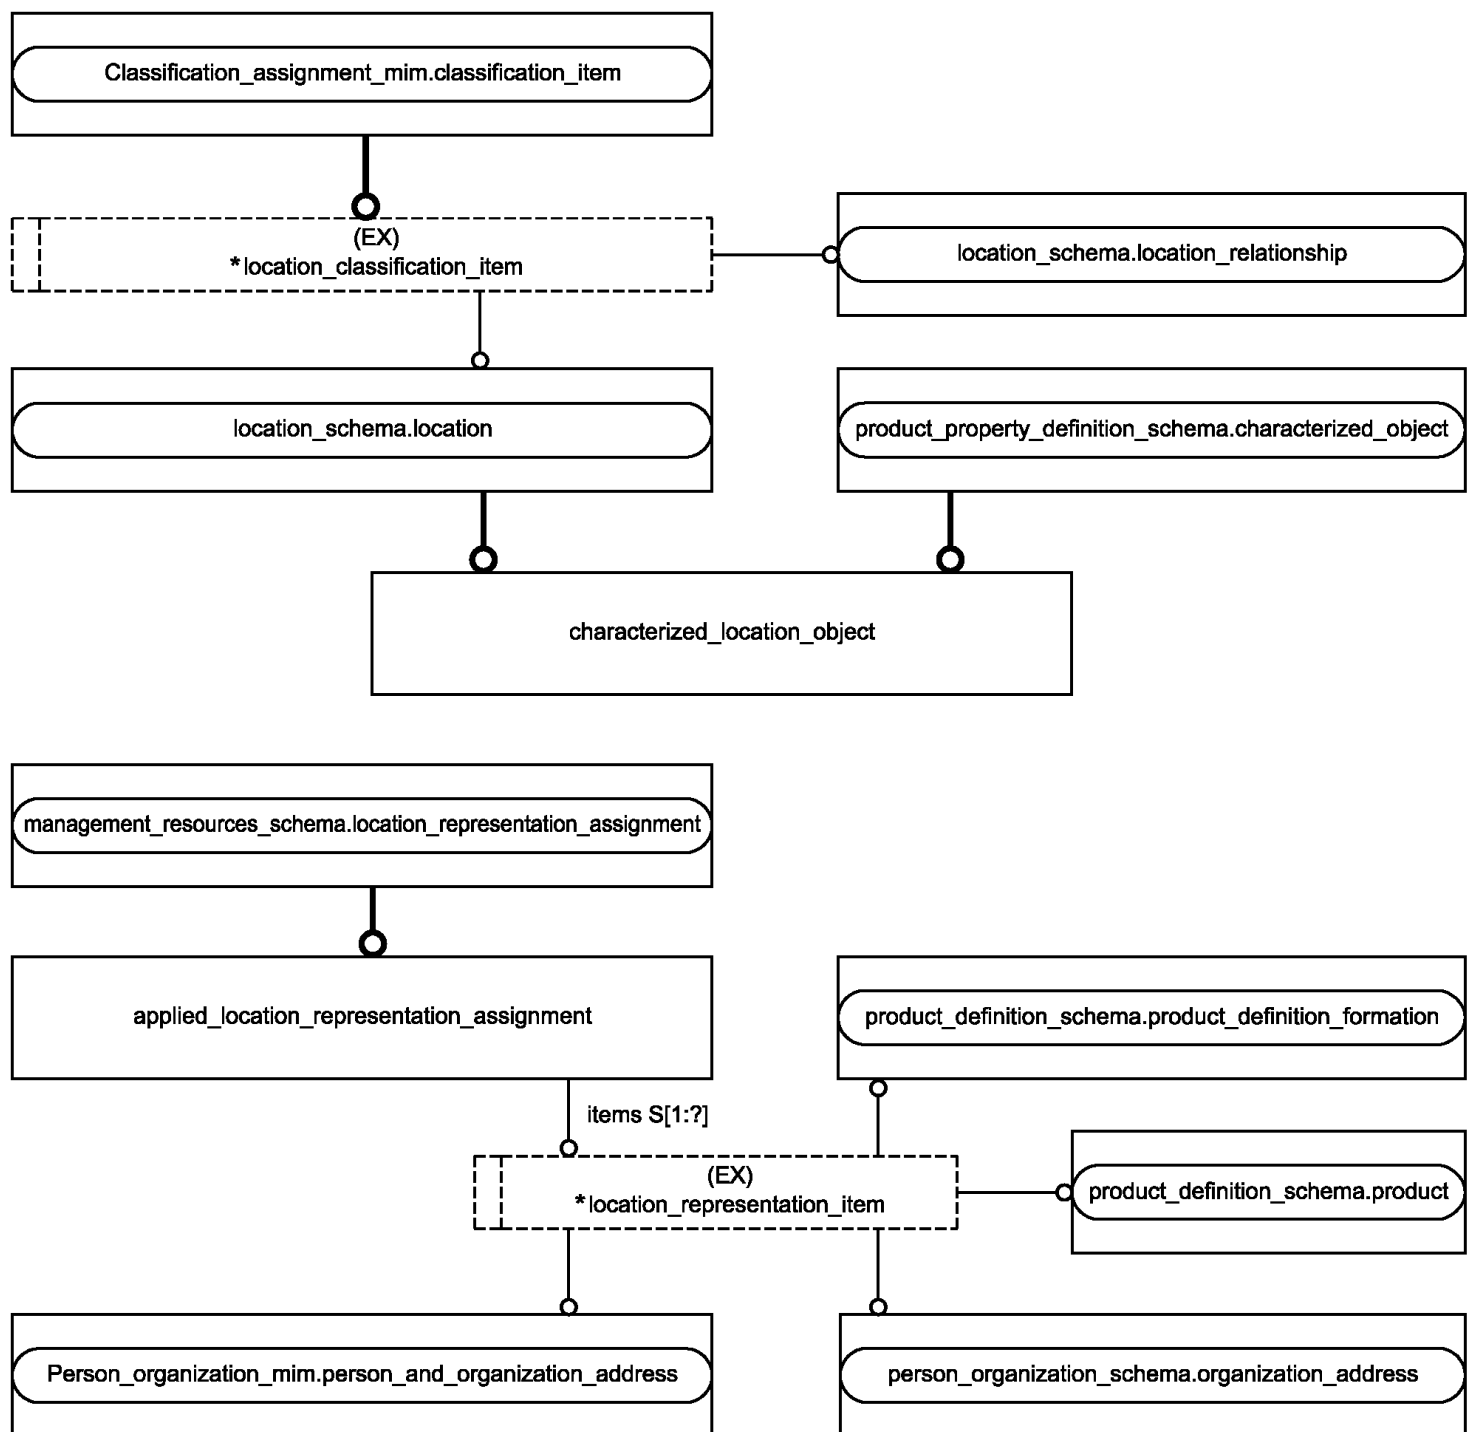 Classification_assignment_mim.classification_item
(EX)
*location_classification_item
location_schema.location_relationship
location_schema.location
product_property_definition_schema.characterized_object
characterized_location_object
management_resources_schema.location_representation_assignment
applied_location_representation_assignment
product_definition_schema.product_definition_formation
items S[1:?]
(EX)
*location_representation_item
product_definition_schema.product
Person_organization_mim.person_and_organization_address
person_organization_schema.organization_address